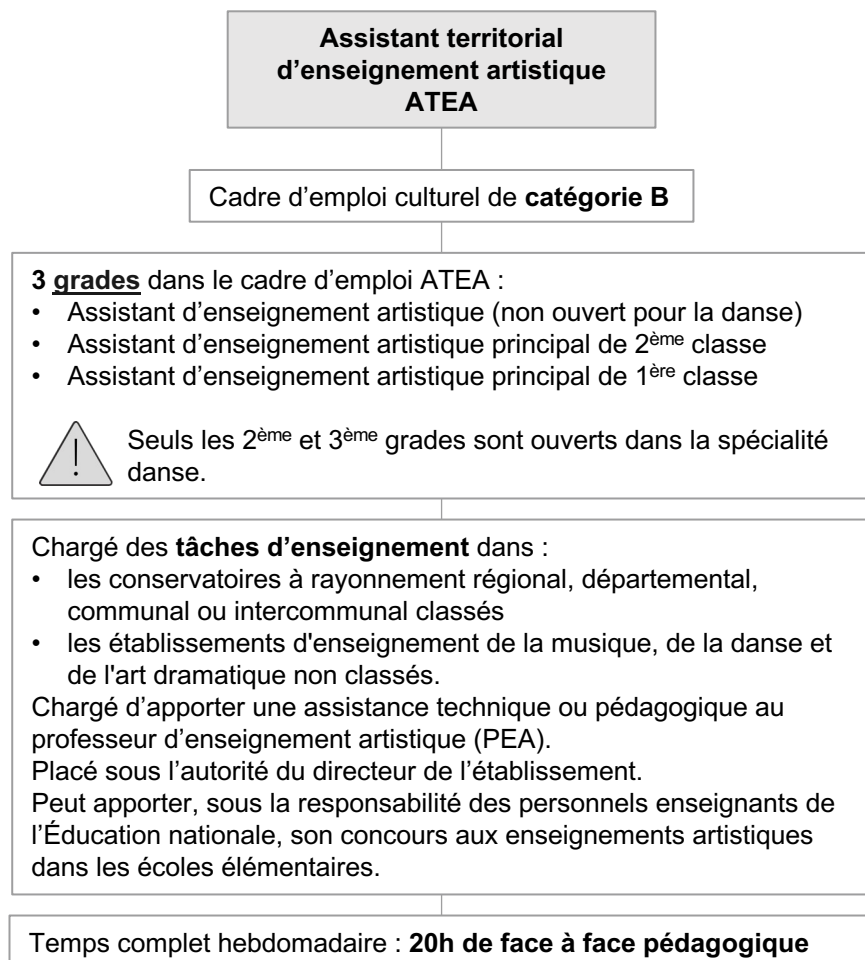 Assistant territorial
d’enseignement artistique
ATEA
Cadre d’emploi culturel de catégorie B
3 grades dans le cadre d’emploi ATEA :
• Assistant d’enseignement artistique (non ouvert pour la danse)
• Assistant d’enseignement artistique principal de 2ème classe
• Assistant d’enseignement artistique principal de 1ère classe
Seuls les 2ème et 3ème grades sont ouverts dans la spécialité
danse.
Chargé des tâches d’enseignement dans :
• les conservatoires à rayonnement régional, départemental,
communal ou intercommunal classés
• les établissements d'enseignement de la musique, de la danse et
de l'art dramatique non classés.
Chargé d’apporter une assistance technique ou pédagogique au
professeur d’enseignement artistique (PEA).
Placé sous l’autorité du directeur de l’établissement.
Peut apporter, sous la responsabilité des personnels enseignants de
l’Éducation nationale, son concours aux enseignements artistiques
dans les écoles élémentaires.
Temps complet hebdomadaire : 20h de face à face pédagogique